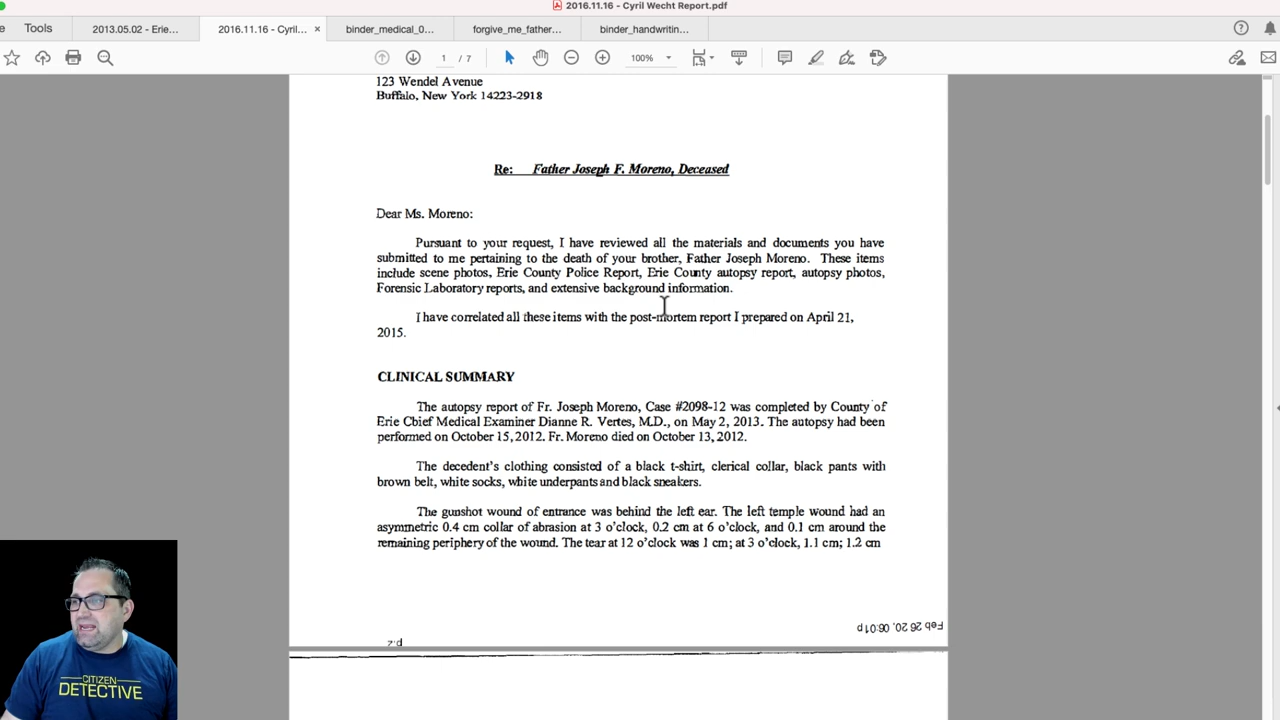 2016.11.16 - Cyril Wecht Report.pdf
Tools
2013.05.02 - Erie...
2016.11.16 - Cyril...
binder_medical_0...
forgive_me_father...
binder_handwritin...
1 / 7
100%
123 Wendel Avenue
Buffalo, New York 14223-2918
Re: Father Joseph F. Moreno, Deceased
Dear Ms. Moreno:
Pursuant to your request, I have reviewed all the materials and documents you have
submitted to me pertaining to the death of your brother, Father Joseph Moreno. These items
include scene photos, Erie County Police Report, Erie County autopsy report, autopsy photos,
Forensic Laboratory reports, and extensive background information.
I have correlated all these items with the post-mortem report I prepared on April 21,
2015.
CLINICAL SUMMARY
The autopsy report of Fr. Joseph Moreno, Case #2098-12 was completed by County of
Erie Chief Medical Examiner Dianne R. Vertes, M.D., on May 2, 2013. The autopsy had been
performed on October 15, 2012. Fr. Moreno died on October 13, 2012.
The decedent's clothing consisted of a black t-shirt, clerical collar, black pants with
brown belt, white socks, white underpants and black sneakers.
The gunshot wound of entrance was behind the left ear. The left temple wound had an
asymmetric 0.4 cm collar of abrasion at 3 o'clock, 0.2 cm at 6 o'clock, and 0.1 cm around the
remaining periphery of the wound. The tear at 12 o'clock was 1 cm; at 3 o'clock, 1.1 cm; 1.2 cm
Feb 26 20, 06:01p
p.2
CITIZEN
DETECTIVE